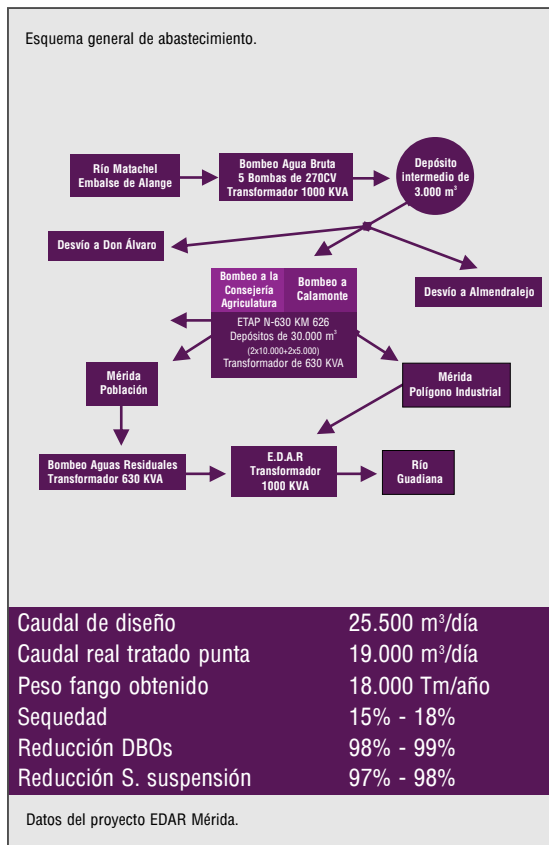 Esquema general de abastecimiento.
Río Matachel
Embalse de Alange
Bombeo Agua Bruta
5 Bombas de 270CV
Transformador 1000 KVA
Depósito
intermedio de
3.000 m³
Desvío a Don Álvaro
Bombeo a la
Consejería
Agriculatura
Bombeo a
Calamonte
Desvío a Almendralejo
ETAP N-630 KM 626
Depósitos de 30.000 m³
(2x10.000+2x5.000)
Transformador de 630 KVA
Mérida
Población
Mérida
Polígono Industrial
Bombeo Aguas Residuales
Transformador 630 KVA
E.D.A.R
Transformador
1000 KVA
Río
Guadiana
Caudal de diseño 25.500 m³/día
Caudal real tratado punta 19.000 m³/día
Peso fango obtenido 18.000 Tm/año
Sequedad 15% - 18%
Reducción DBOs 98% - 99%
Reducción S. suspensión 97% - 98%
Datos del proyecto EDAR Mérida.